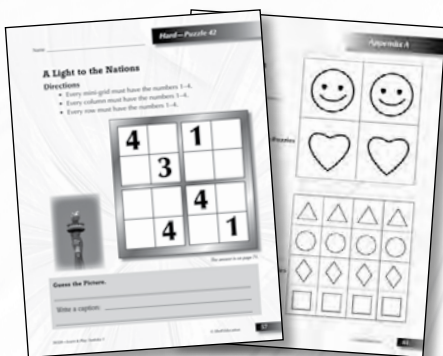 Name
Hard—Puzzle 42
A Light to the Nations
Directions
• Every mini-grid must have the numbers 1–4.
• Every column must have the numbers 1–4.
• Every row must have the numbers 1–4.
4 1
3
4
4 1
Guess the Picture.
Write a caption:
57
Appendix A